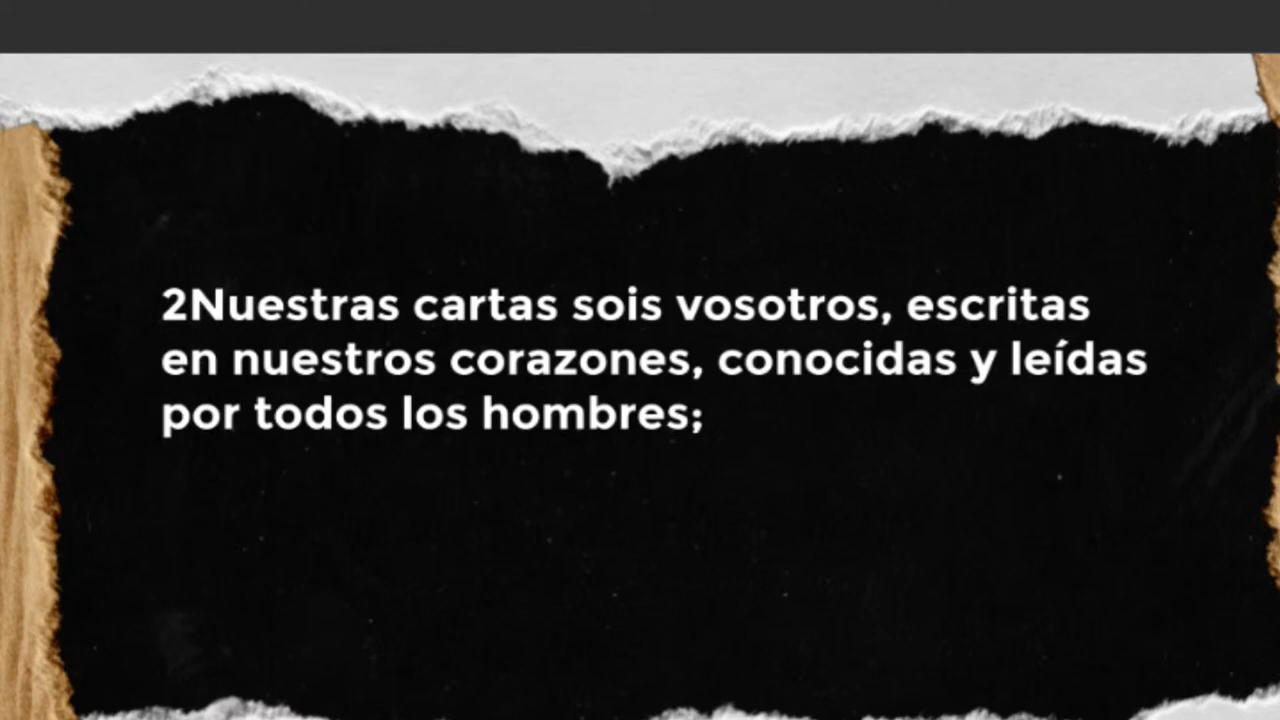 2Nuestras cartas sois vosotros, escritas
en nuestros corazones, conocidas y leídas
por todos los hombres;